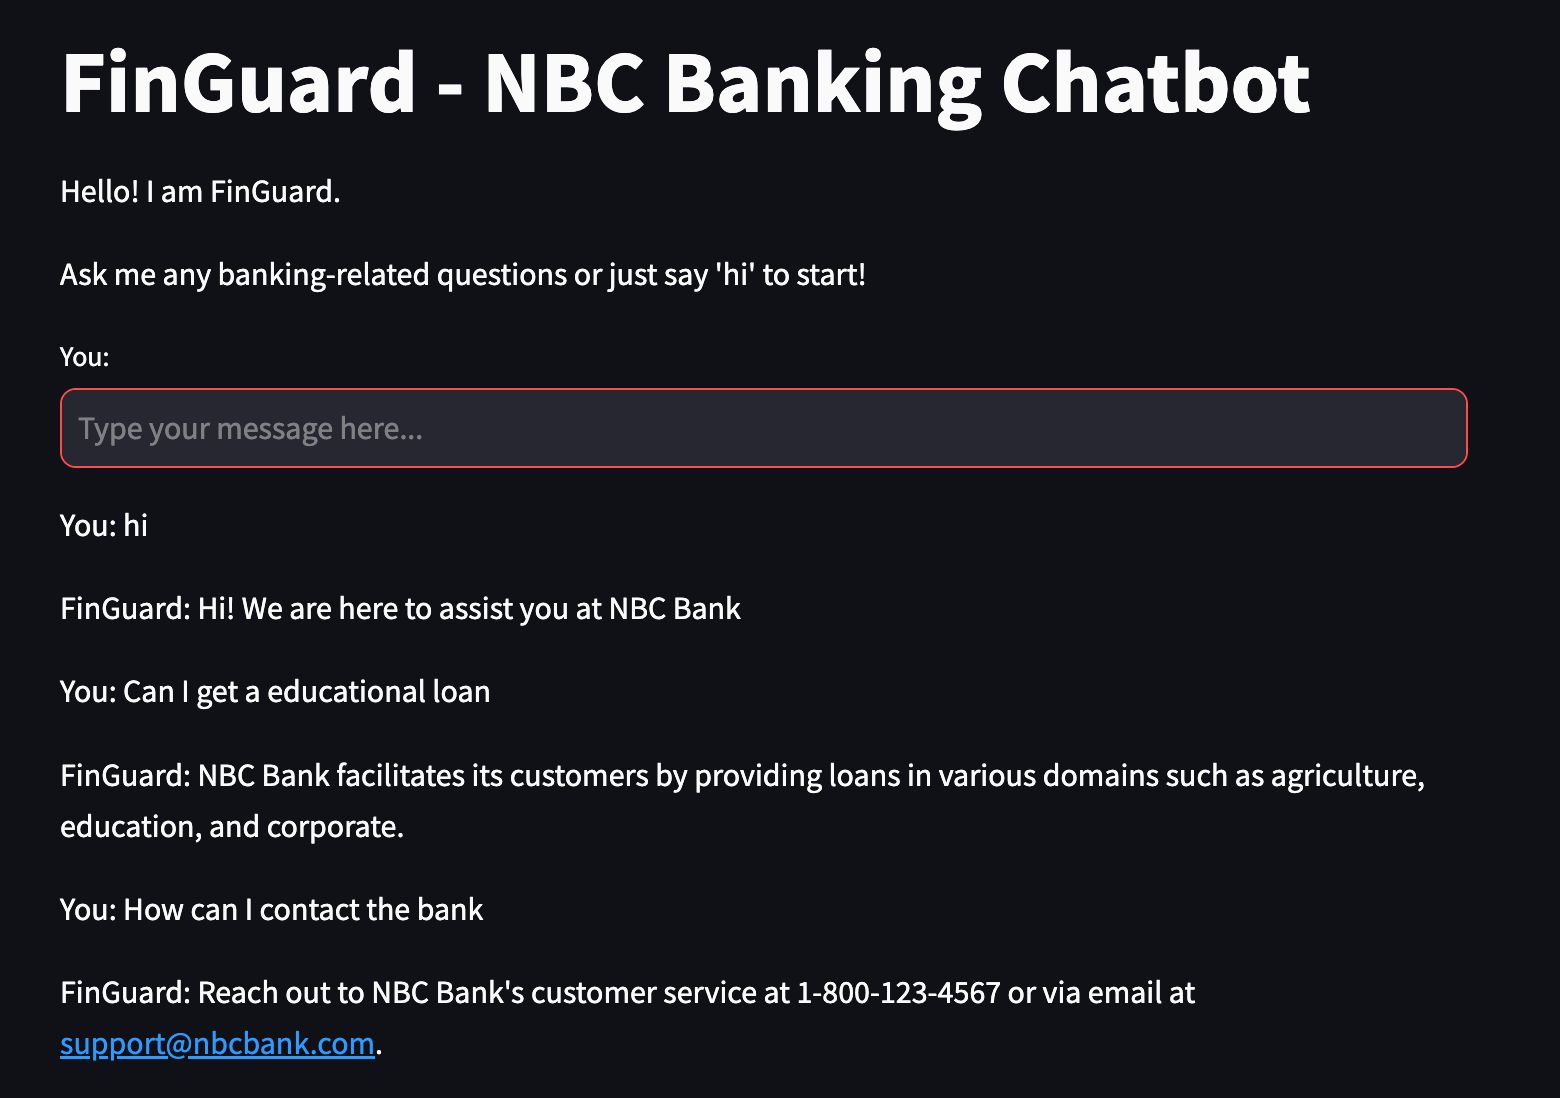 FinGuard - NBC Banking Chatbot
Hello! I am FinGuard.
Ask me any banking-related questions or just say 'hi' to start!
You:
Type your message here...
You: hi
FinGuard: Hi! We are here to assist you at NBC Bank
You: Can I get a educational loan
FinGuard: NBC Bank facilitates its customers by providing loans in various domains such as agriculture,
education, and corporate.
You: How can I contact the bank
FinGuard: Reach out to NBC Bank's customer service at 1-800-123-4567 or via email at
support@nbcbank.com.